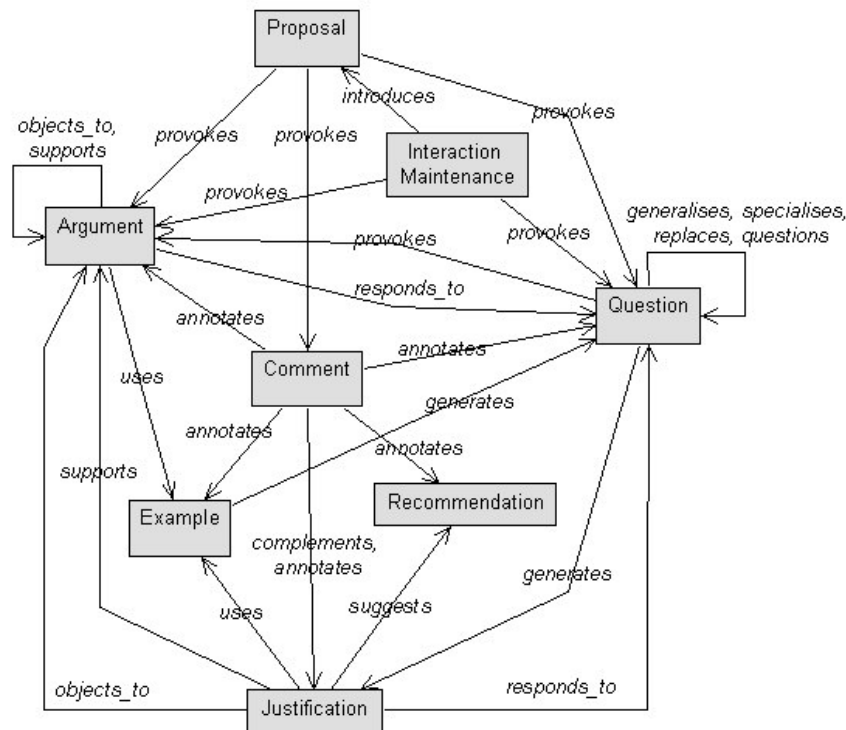 Proposal
introduces
objects_to,
supports
provokes
provokes
provokes
Interaction
Maintenance
provokes
Argument
generalises, specialises,
replaces, questions
provokes
provokes
responds_to
Question
annotates
annotates
Comment
uses
generates
annotates
annotates
supports
Recommendation
Example
complements,
annotates
generates
uses
suggests
objects_to
responds_to
Justification